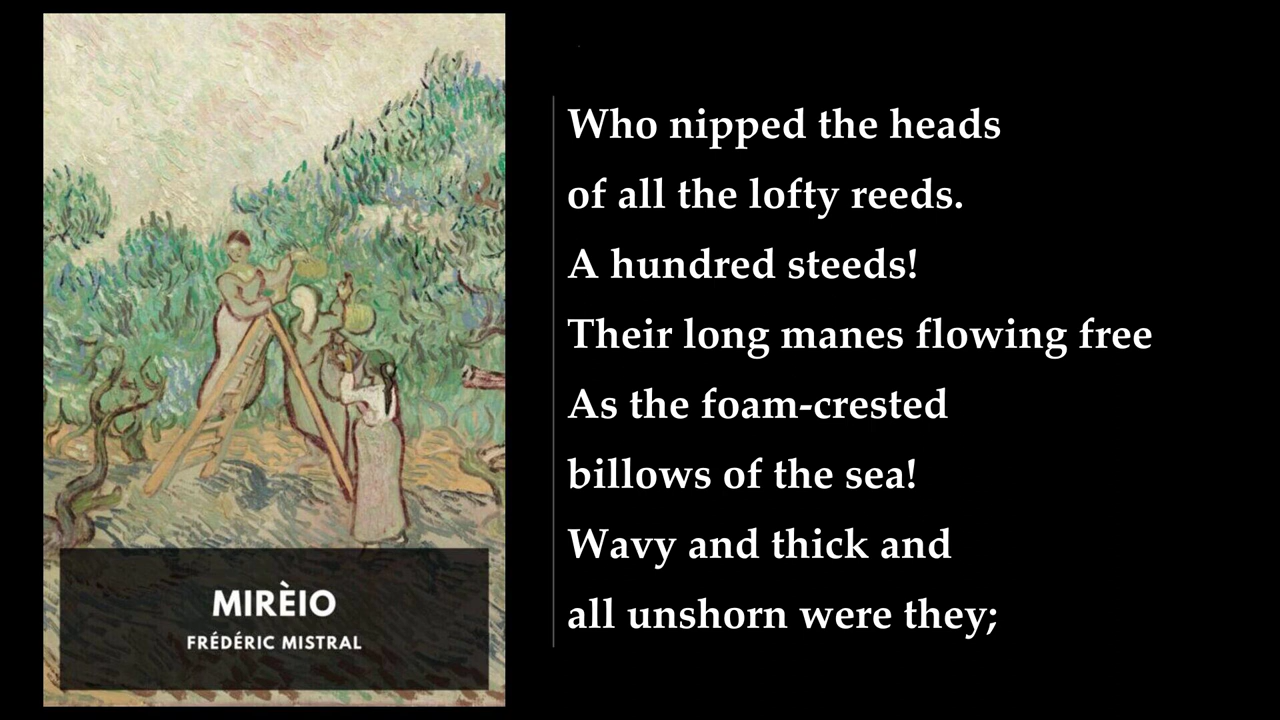 MIRÈIO
FRÉDÉRIC MISTRAL
Who nipped the heads
of all the lofty reeds.
A hundred steeds!
Their long manes flowing free
As the foam-crested
billows of the sea!
Wavy and thick and
all unshorn were they;